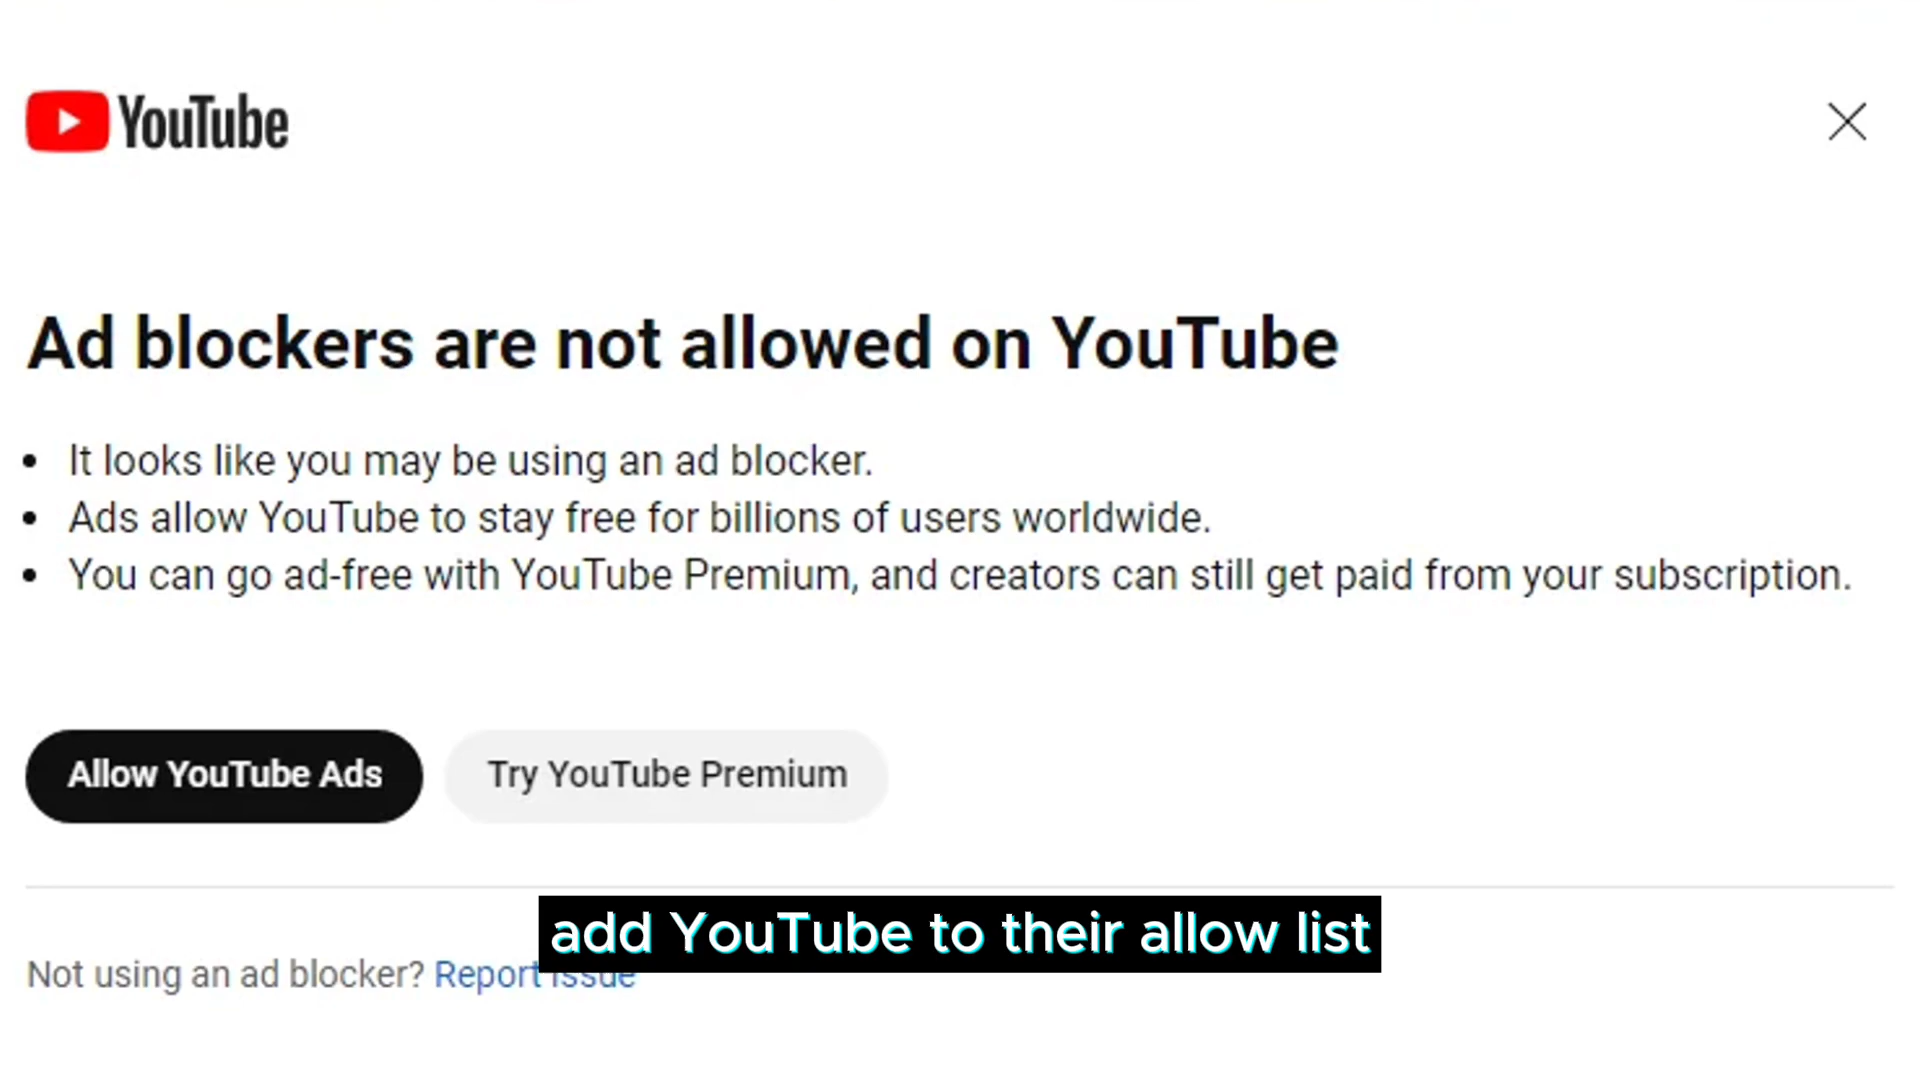 YouTube
Ad blockers are not allowed on YouTube
It looks like you may be using an ad blocker.
Ads allow YouTube to stay free for billions of users worldwide.
You can go ad-free with YouTube Premium, and creators can still get paid from your subscription.
Allow YouTube Ads
Try YouTube Premium
add YouTube to their allow list
Not using an ad blocker? Report issue